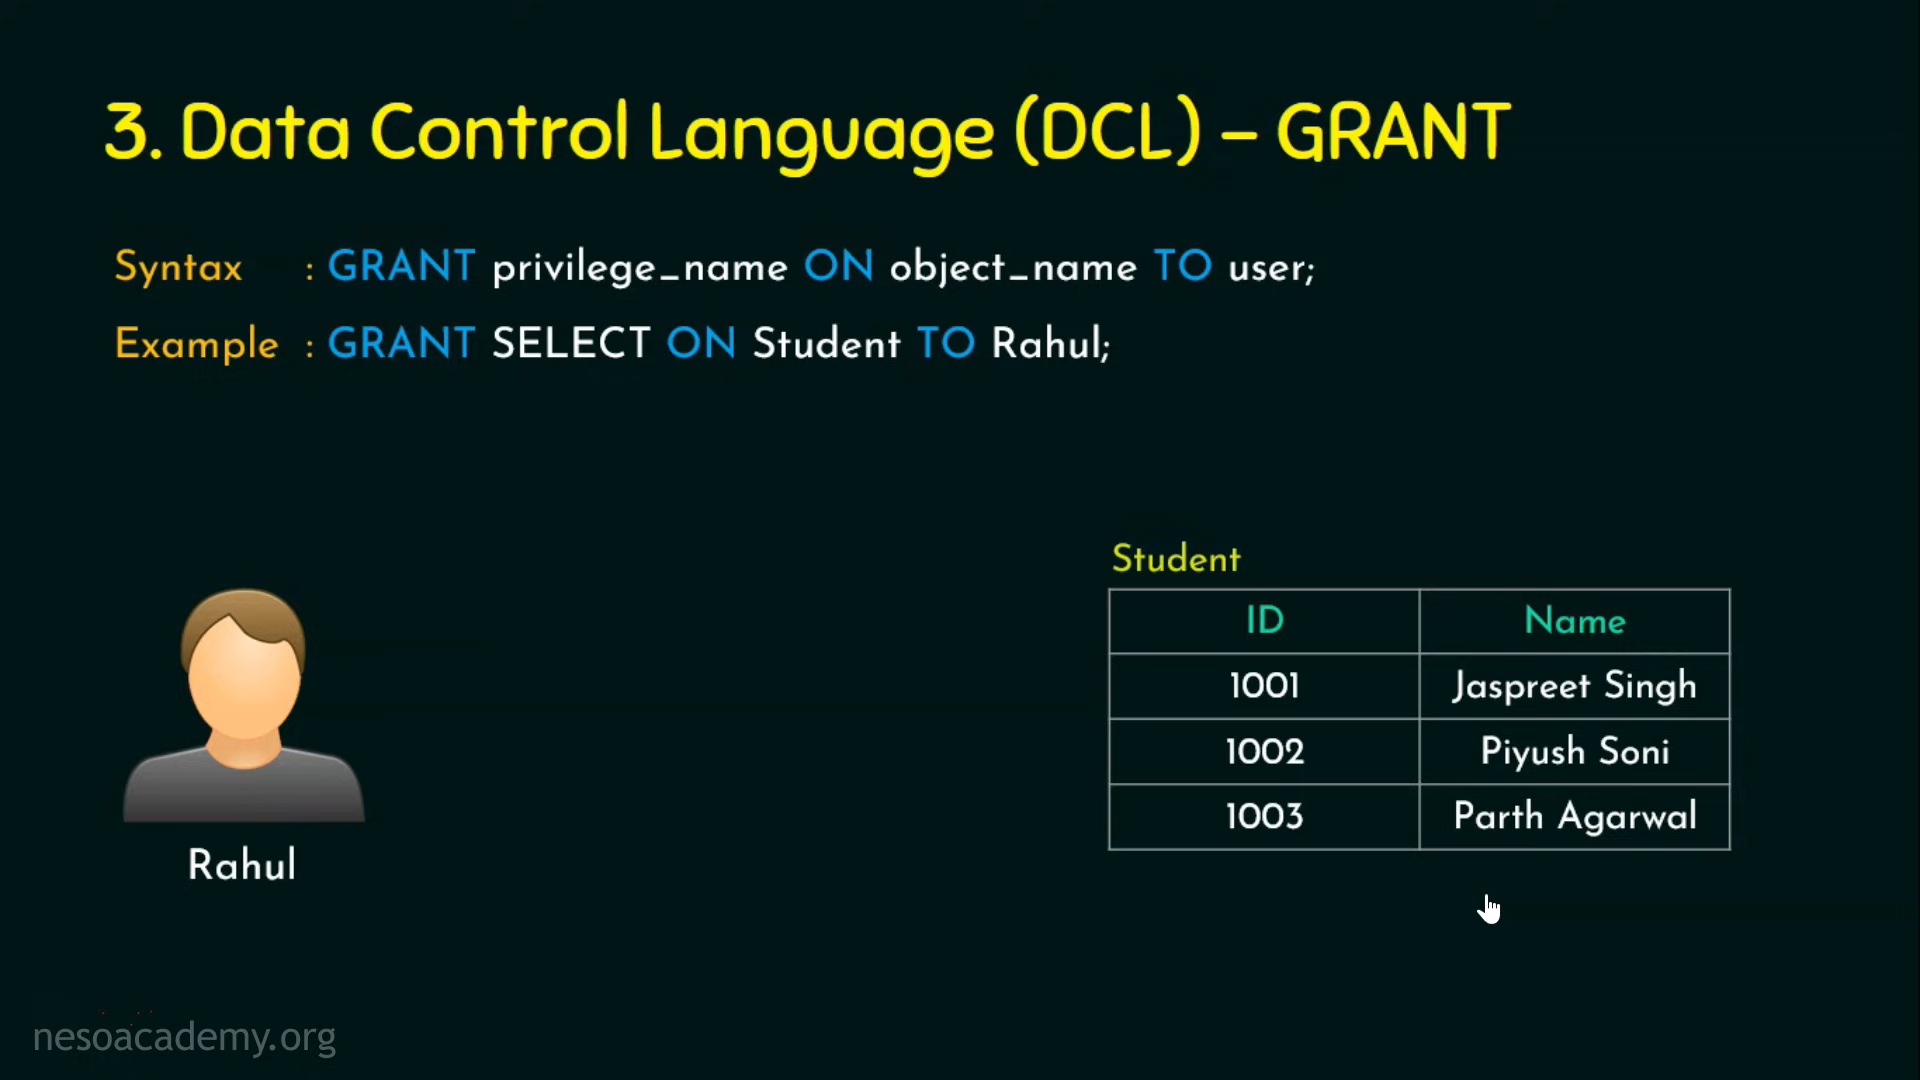 3. Data Control Language (DCL) – GRANT
Syntax : GRANT privilege_name ON object_name TO user;
Example : GRANT SELECT ON Student TO Rahul;
Student
ID Name
1001 Jaspreet Singh
1002 Piyush Soni
1003 Parth Agarwal
Rahul
nesoacademy.org